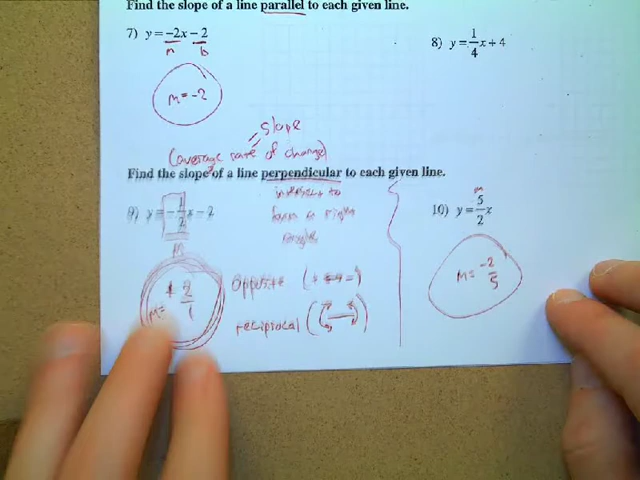 Find the slope of a line parallel to each given line.
7) y = -2x - 2
m b
m = -2
8) y = 1/4 x + 4
slope
(average rate of change)
Find the slope of a line perpendicular to each given line.
9) y = -1/2 x - 2
m
intersect to
form a right
angle
m = + 2/1
opposite (+ ↔ -)
reciprocal
10) y = 5/2 x
m
m = -2/5